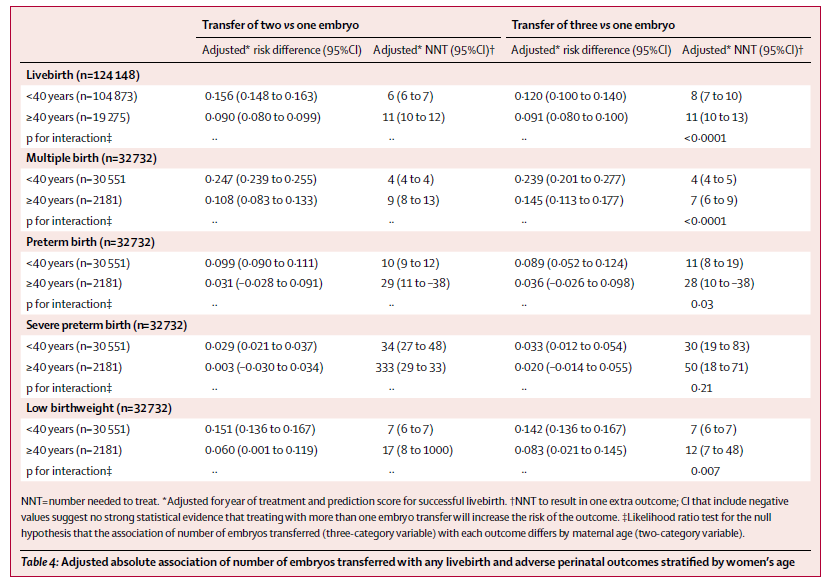 Transfer of two vs one embryo Transfer of three vs one embryo
Adjusted* risk difference (95%CI) Adjusted* NNT (95%CI)† Adjusted* risk difference (95%CI) Adjusted* NNT (95%CI)†
Livebirth (n=124 148)
<40 years (n=104 873) 0·156 (0·148 to 0·163) 6 (6 to 7) 0·120 (0·100 to 0·140) 8 (7 to 10)
≥40 years (n=19 275) 0·090 (0·080 to 0·099) 11 (10 to 12) 0·091 (0·080 to 0·100) 11 (10 to 13)
p for interaction‡ ·· ·· ·· <0·0001
Multiple birth (n=32 732)
<40 years (n=30 551 0·247 (0·239 to 0·255) 4 (4 to 4) 0·239 (0·201 to 0·277) 4 (4 to 5)
≥40 years (n=2181) 0·108 (0·083 to 0·133) 9 (8 to 13) 0·145 (0·113 to 0·177) 7 (6 to 9)
p for interaction‡ ·· ·· ·· <0·0001
Preterm birth (n=32 732)
<40 years (n=30 551) 0·099 (0·090 to 0·111) 10 (9 to 12) 0·089 (0·052 to 0·124) 11 (8 to 19)
≥40 years (n=2181) 0·031 (–0·028 to 0·091) 29 (11 to –38) 0·036 (–0·026 to 0·098) 28 (10 to –38)
p for interaction‡ ·· ·· ·· 0·03
Severe preterm birth (n=32 732)
<40 years (n=30 551) 0·029 (0·021 to 0·037) 34 (27 to 48) 0·033 (0·012 to 0·054) 30 (19 to 83)
≥40 years (n=2181) 0·003 (–0·030 to 0·034) 333 (29 to 33) 0·020 (–0·014 to 0·055) 50 (18 to 71)
p for interaction‡ ·· ·· ·· 0·21
Low birthweight (n=32 732)
<40 years (n=30 551) 0·151 (0·136 to 0·167) 7 (6 to 7) 0·142 (0·136 to 0·167) 7 (6 to 7)
≥40 years (n=2181) 0·060 (0·001 to 0·119) 17 (8 to 1000) 0·083 (0·021 to 0·145) 12 (7 to 48)
p for interaction‡ ·· ·· ·· 0·007
NNT=number needed to treat. *Adjusted for year of treatment and prediction score for successful livebirth. †NNT to result in one extra outcome; CI that include negative
values suggest no strong statistical evidence that treating with more than one embryo transfer will increase the risk of the outcome. ‡Likelihood ratio test for the null
hypothesis that the association of number of embryos transferred (three-category variable) with each outcome differs by maternal age (two-category variable).
Table 4: Adjusted absolute association of number of embryos transferred with any livebirth and adverse perinatal outcomes stratified by women's age